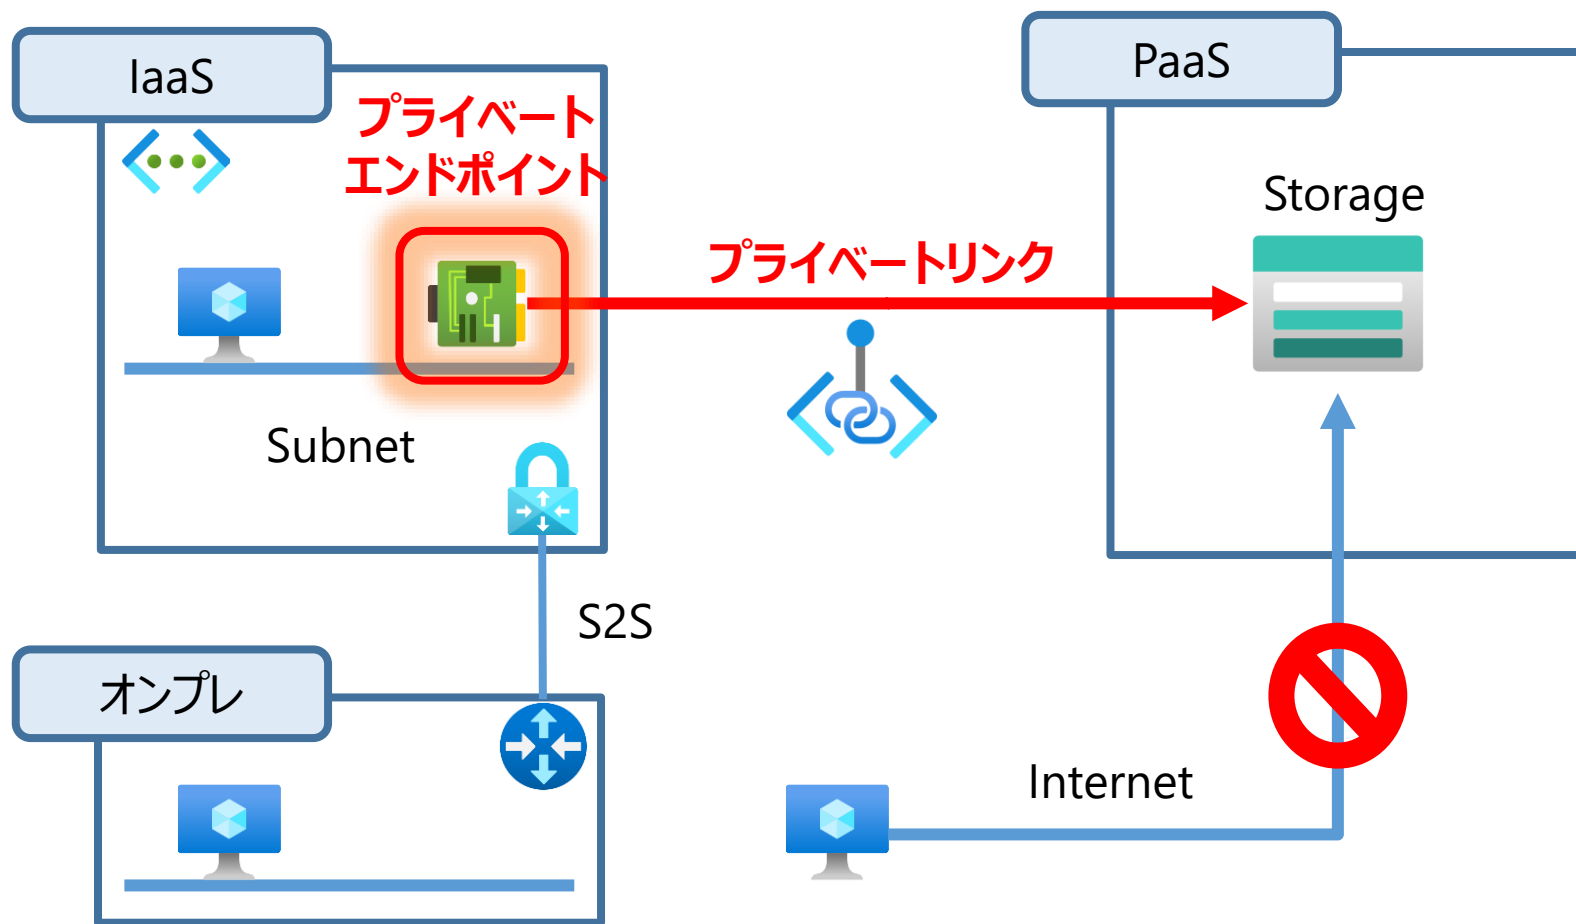 IaaS
PaaS
プライベート
エンドポイント
Storage
プライベートリンク
Subnet
S2S
オンプレ
Internet